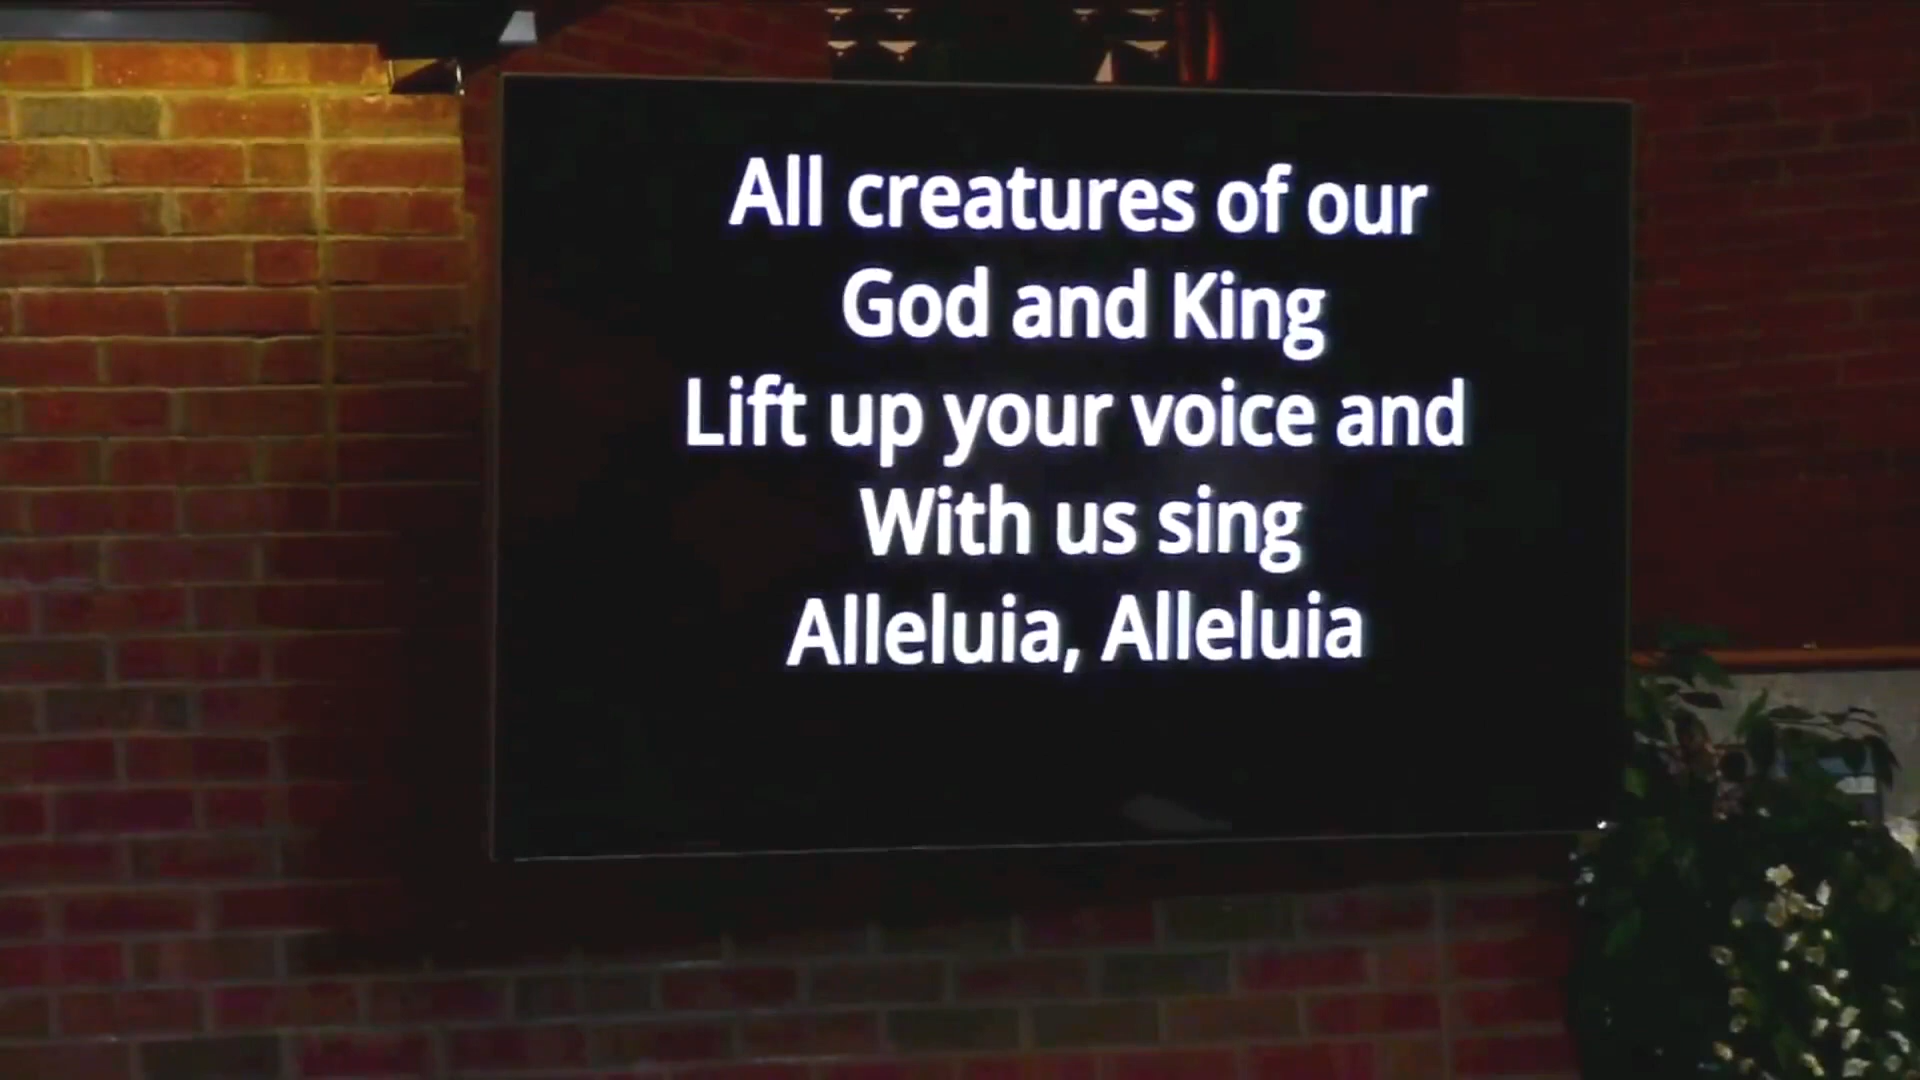 All creatures of our
God and King
Lift up your voice and
With us sing
Alleluia, Alleluia